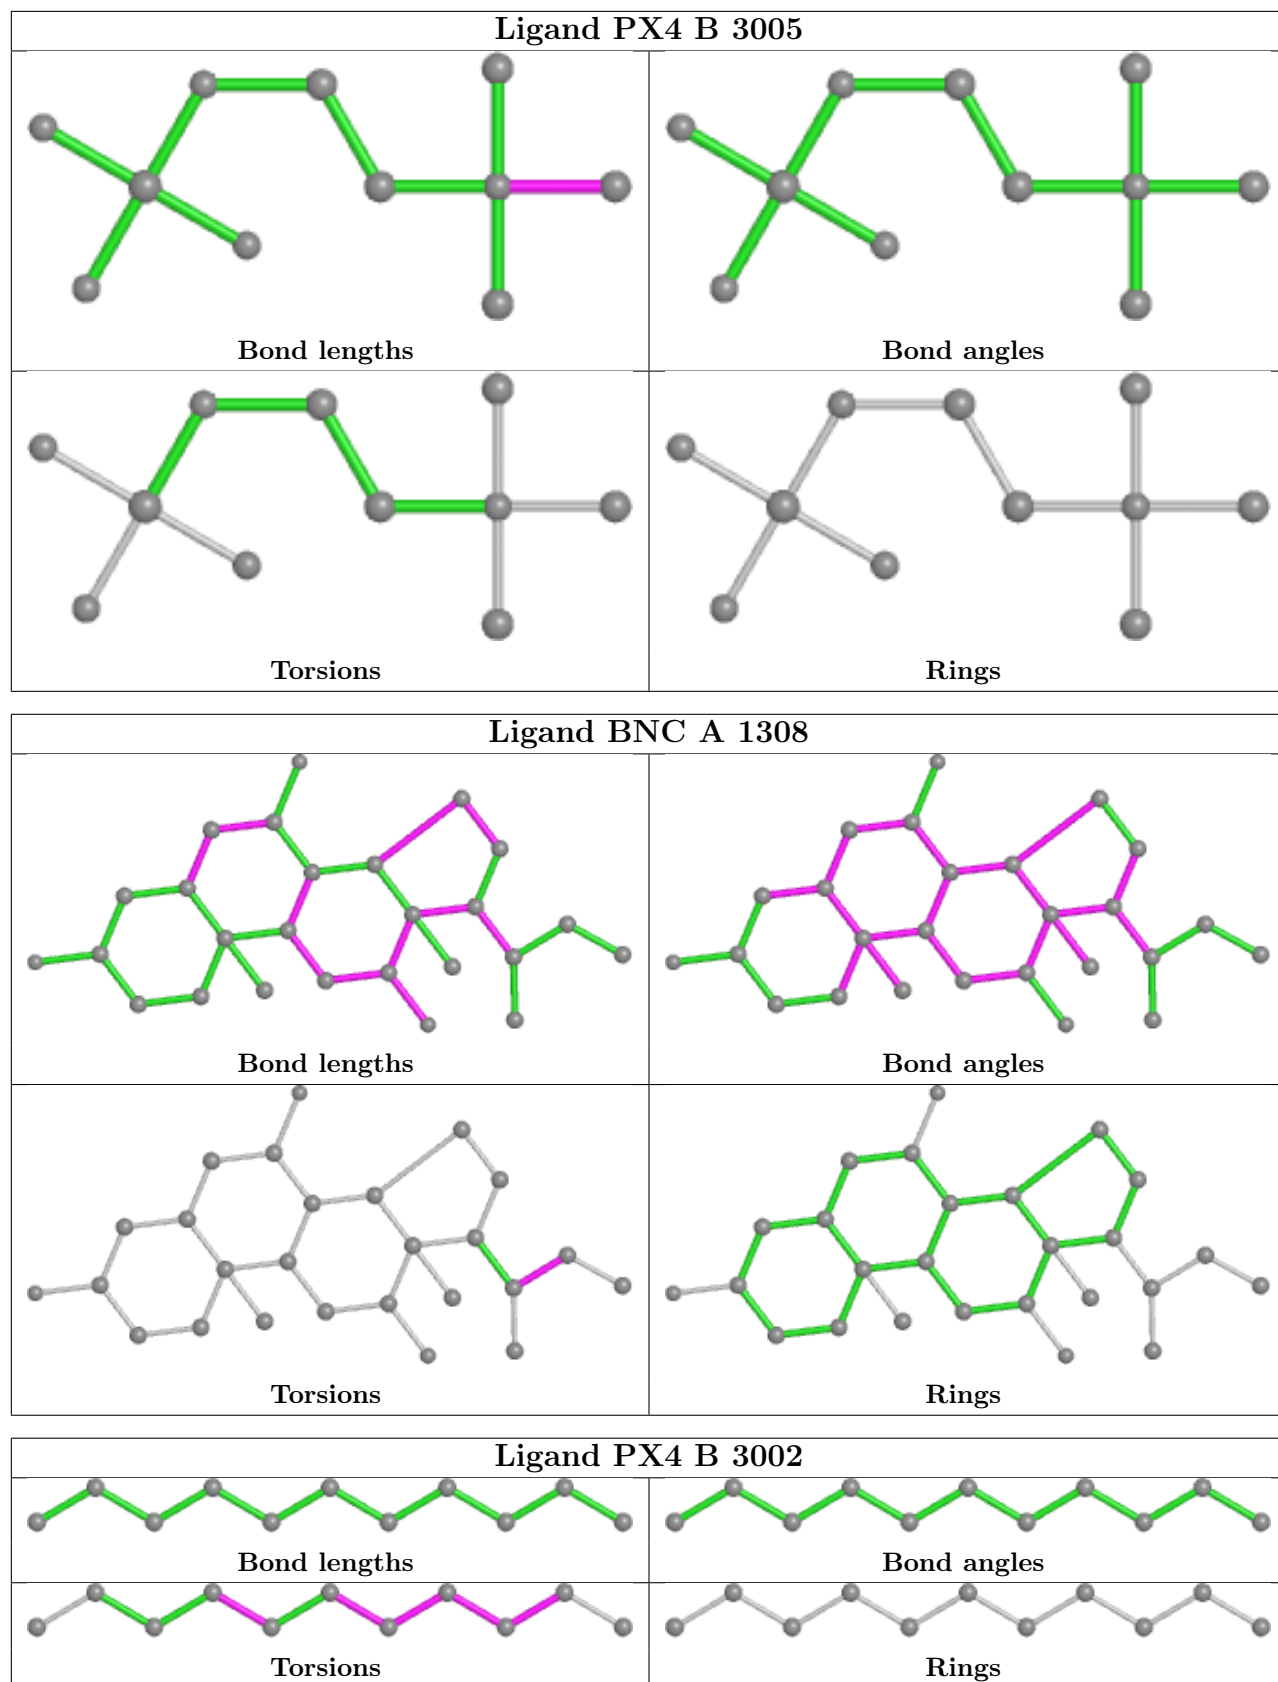 Ligand PX4 B 3005
Bond lengths
Bond angles
Torsions
Rings
Ligand BNC A 1308
Bond lengths
Bond angles
Torsions
Rings
Ligand PX4 B 3002
Bond lengths
Bond angles
Torsions
Rings